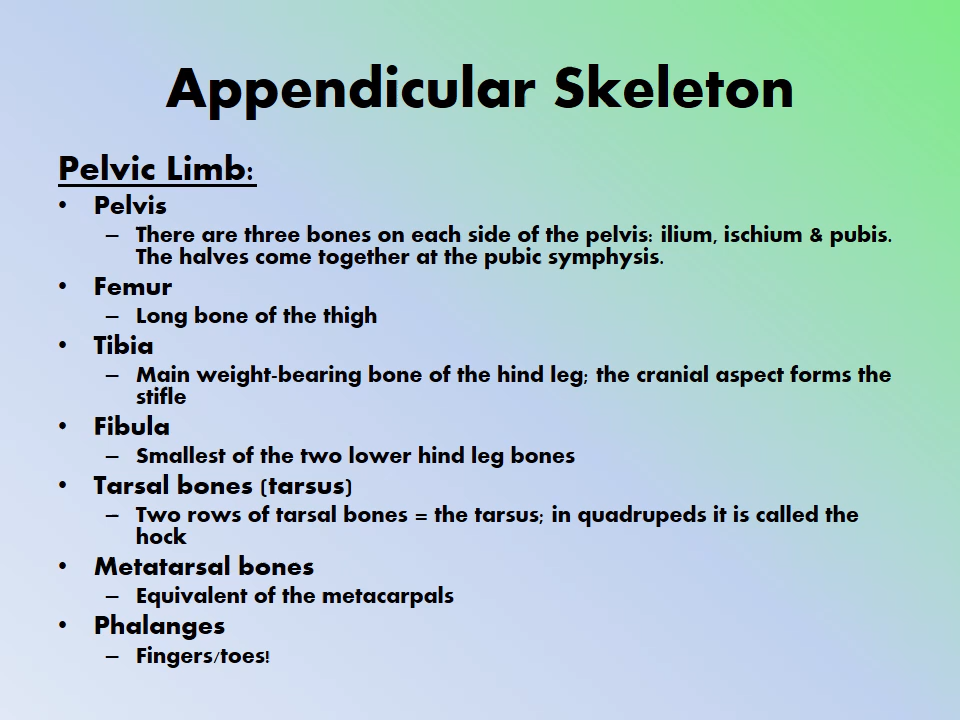 Appendicular Skeleton
Pelvic Limb:
• Pelvis
– There are three bones on each side of the pelvis: ilium, ischium & pubis.
The halves come together at the pubic symphysis.
• Femur
– Long bone of the thigh
• Tibia
– Main weight-bearing bone of the hind leg; the cranial aspect forms the
stifle
• Fibula
– Smallest of the two lower hind leg bones
• Tarsal bones (tarsus)
– Two rows of tarsal bones = the tarsus; in quadrupeds it is called the
hock
• Metatarsal bones
– Equivalent of the metacarpals
• Phalanges
– Fingers/toes!